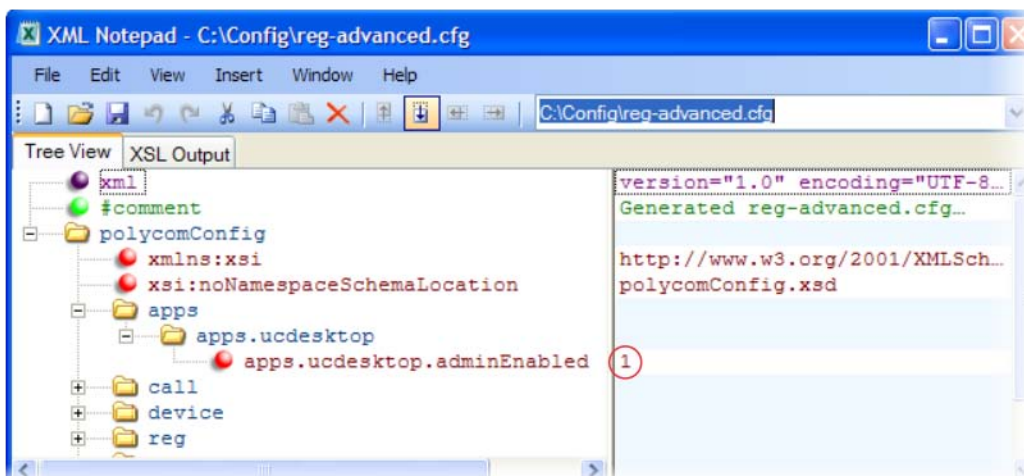 XML Notepad - C:\Config\reg-advanced.cfg
File Edit View Insert Window Help
C:\Config\reg-advanced.cfg
Tree View XSL Output
xml version="1.0" encoding="UTF-8...
#comment Generated reg-advanced.cfg…
polycomConfig
xmlns:xsi http://www.w3.org/2001/XMLSch...
xsi:noNamespaceSchemaLocation polycomConfig.xsd
apps
apps.ucdesktop
apps.ucdesktop.adminEnabled 1
call
device
reg